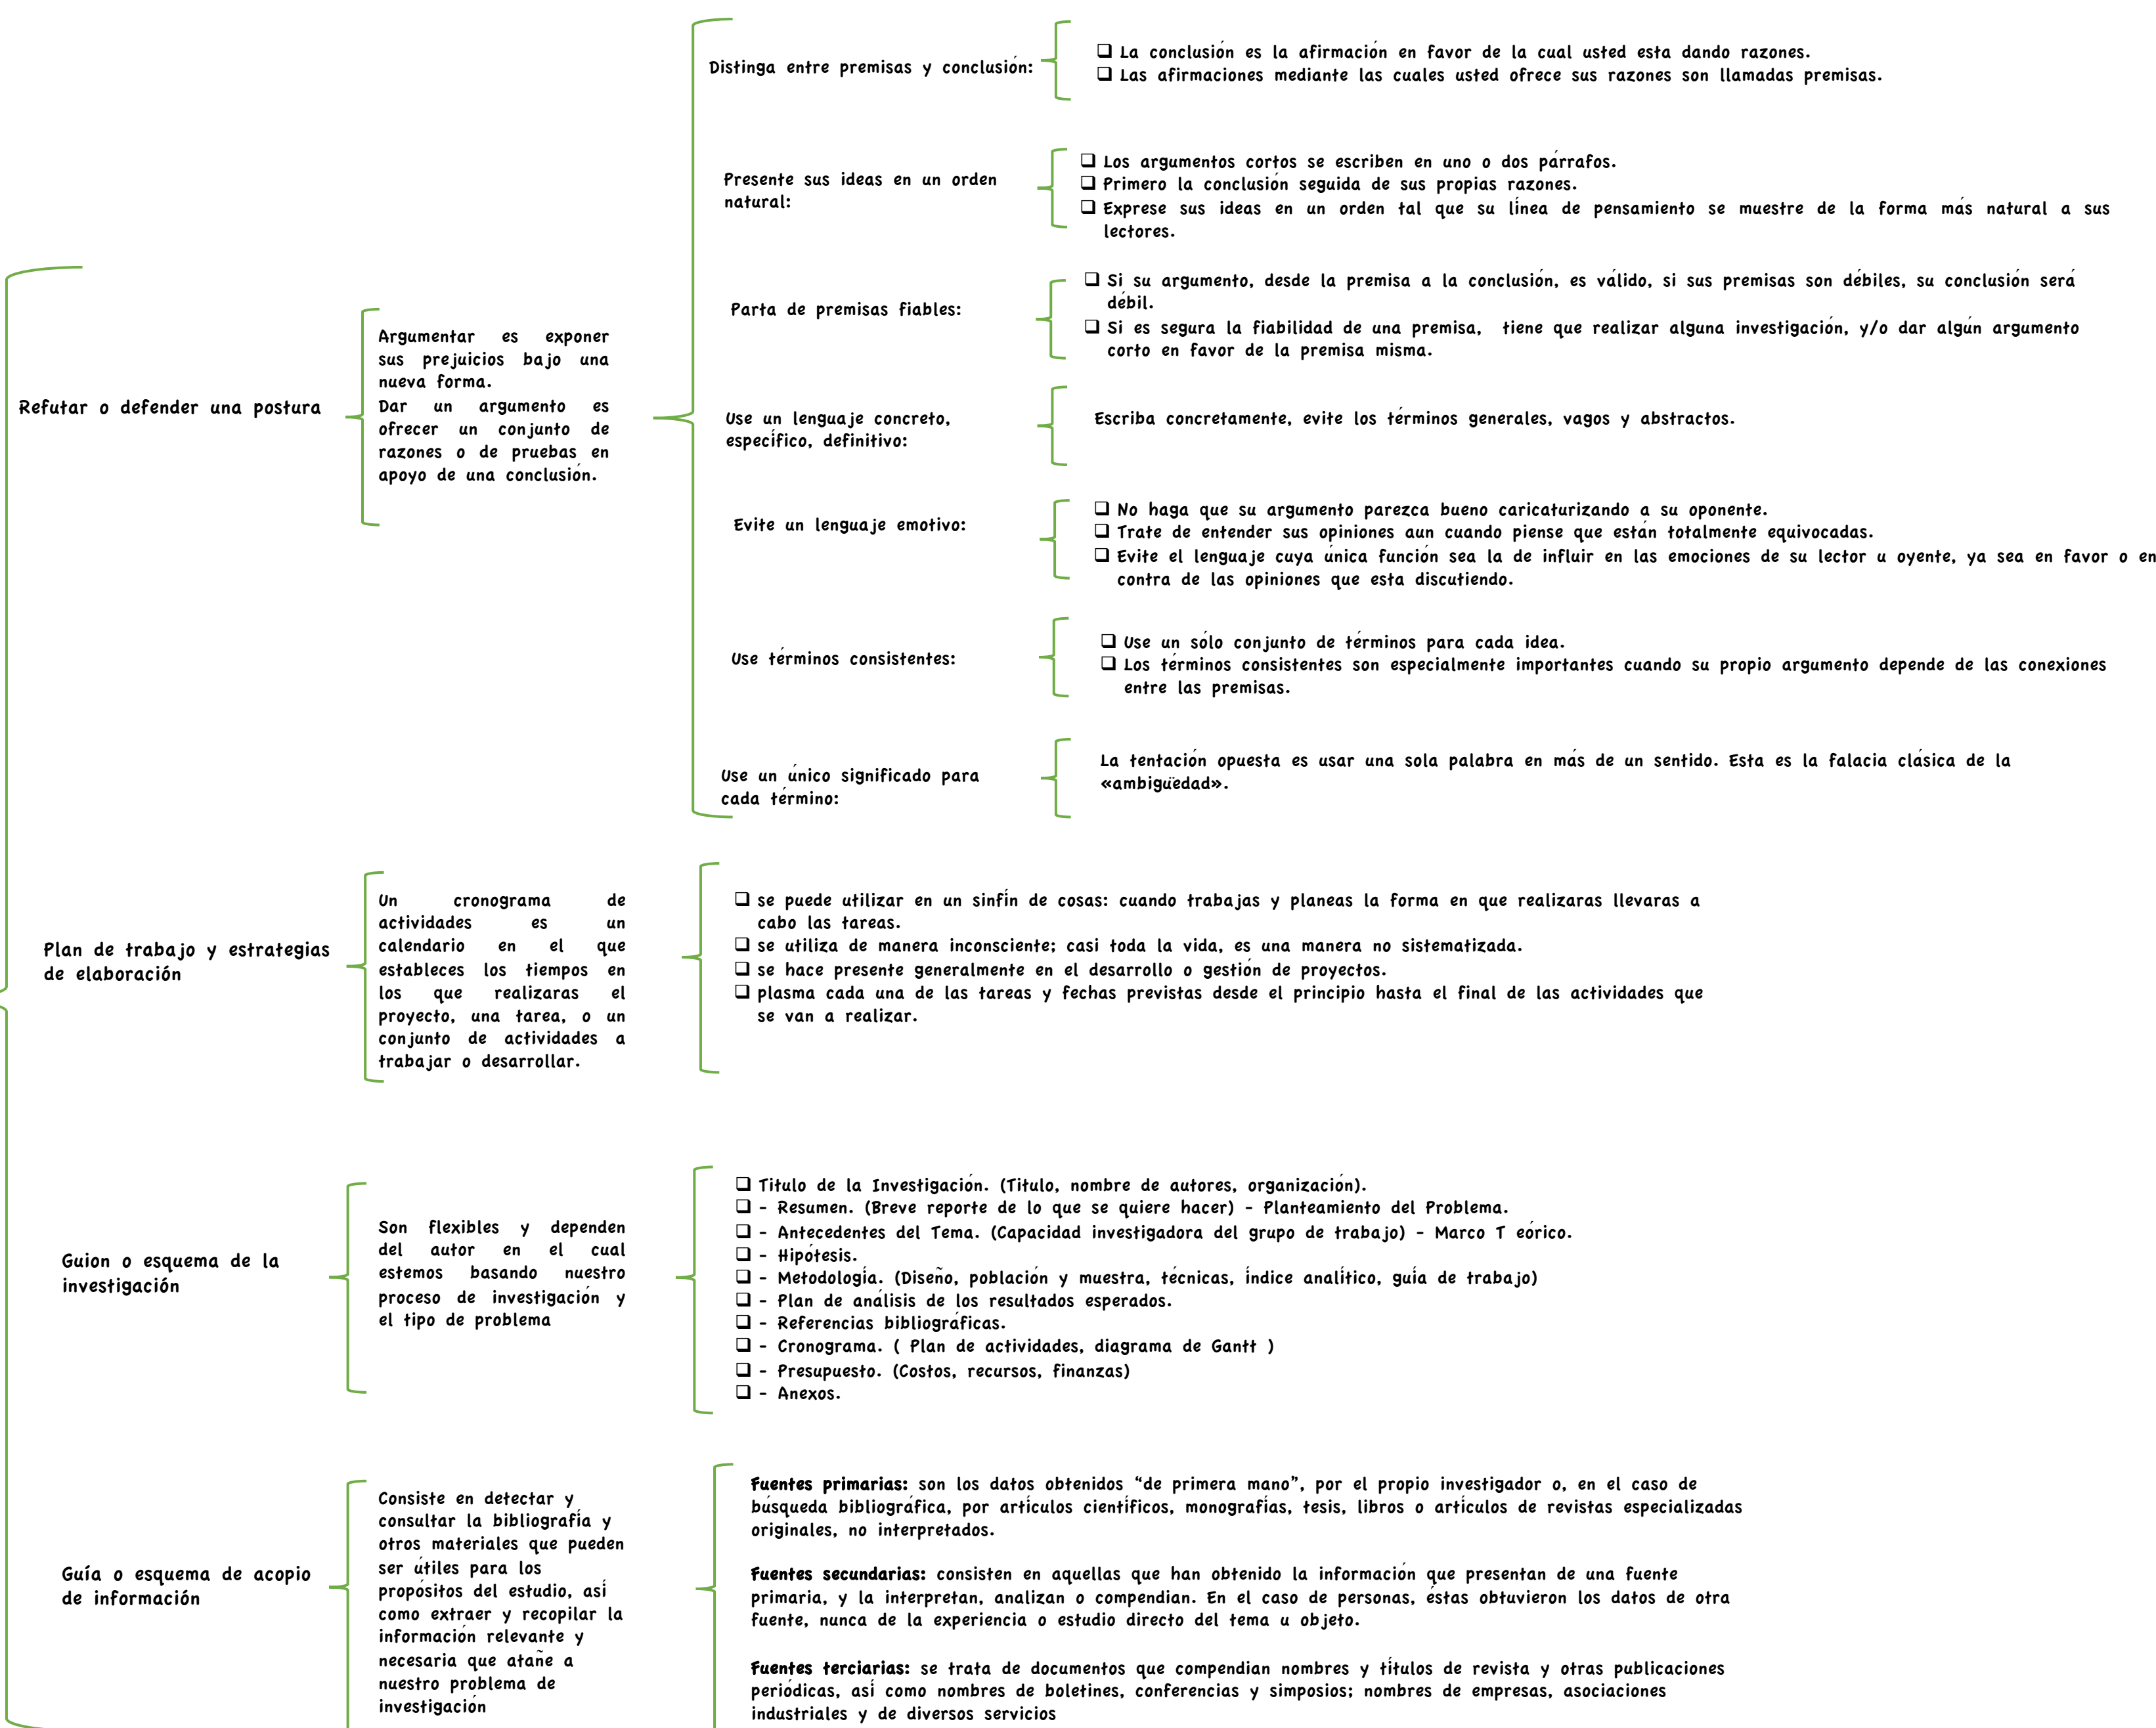 Refutar o defender una postura
Argumentar es exponer
sus prejuicios bajo una
nueva forma.
Dar un argumento es
ofrecer un conjunto de
razones o de pruebas en
apoyo de una conclusión.
Distinga entre premisas y conclusión:
❑ La conclusión es la afirmación en favor de la cual usted esta dando razones.
❑ Las afirmaciones mediante las cuales usted ofrece sus razones son llamadas premisas.
Presente sus ideas en un orden
natural:
❑ Los argumentos cortos se escriben en uno o dos párrafos.
❑ Primero la conclusión seguida de sus propias razones.
❑ Exprese sus ideas en un orden tal que su línea de pensamiento se muestre de la forma más natural a sus
lectores.
Parta de premisas fiables:
❑ Si su argumento, desde la premisa a la conclusión, es válido, si sus premisas son débiles, su conclusión será
débil.
❑ Si es segura la fiabilidad de una premisa, tiene que realizar alguna investigación, y/o dar algún argumento
corto en favor de la premisa misma.
Use un lenguaje concreto,
específico, definitivo:
Escriba concretamente, evite los términos generales, vagos y abstractos.
Evite un lenguaje emotivo:
❑ No haga que su argumento parezca bueno caricaturizando a su oponente.
❑ Trate de entender sus opiniones aun cuando piense que están totalmente equivocadas.
❑ Evite el lenguaje cuya única función sea la de influir en las emociones de su lector u oyente, ya sea en favor o en
contra de las opiniones que esta discutiendo.
Use términos consistentes:
❑ Use un sólo conjunto de términos para cada idea.
❑ Los términos consistentes son especialmente importantes cuando su propio argumento depende de las conexiones
entre las premisas.
Use un único significado para
cada término:
La tentación opuesta es usar una sola palabra en más de un sentido. Esta es la falacia clásica de la
«ambigüedad».
Plan de trabajo y estrategias
de elaboración
Un cronograma de
actividades es un
calendario en el que
estableces los tiempos en
los que realizaras el
proyecto, una tarea, o un
conjunto de actividades a
trabajar o desarrollar.
❑ se puede utilizar en un sinfín de cosas: cuando trabajas y planeas la forma en que realizaras llevaras a
cabo las tareas.
❑ se utiliza de manera inconsciente; casi toda la vida, es una manera no sistematizada.
❑ se hace presente generalmente en el desarrollo o gestión de proyectos.
❑ plasma cada una de las tareas y fechas previstas desde el principio hasta el final de las actividades que
se van a realizar.
Guion o esquema de la
investigación
Son flexibles y dependen
del autor en el cual
estemos basando nuestro
proceso de investigación y
el tipo de problema
❑ Titulo de la Investigación. (Titulo, nombre de autores, organización).
❑ - Resumen. (Breve reporte de lo que se quiere hacer) - Planteamiento del Problema.
❑ - Antecedentes del Tema. (Capacidad investigadora del grupo de trabajo) - Marco T eórico.
❑ - Hipótesis.
❑ - Metodología. (Diseño, población y muestra, técnicas, índice analítico, guía de trabajo)
❑ - Plan de análisis de los resultados esperados.
❑ - Referencias bibliográficas.
❑ - Cronograma. ( Plan de actividades, diagrama de Gantt )
❑ - Presupuesto. (Costos, recursos, finanzas)
❑ - Anexos.
Guía o esquema de acopio
de información
Consiste en detectar y
consultar la bibliografía y
otros materiales que pueden
ser útiles para los
propósitos del estudio, así
como extraer y recopilar la
información relevante y
necesaria que atañe a
nuestro problema de
investigación
Fuentes primarias: son los datos obtenidos “de primera mano”, por el propio investigador o, en el caso de
búsqueda bibliográfica, por artículos científicos, monografías, tesis, libros o artículos de revistas especializadas
originales, no interpretados.
Fuentes secundarias: consisten en aquellas que han obtenido la información que presentan de una fuente
primaria, y la interpretan, analizan o compendian. En el caso de personas, éstas obtuvieron los datos de otra
fuente, nunca de la experiencia o estudio directo del tema u objeto.
Fuentes terciarias: se trata de documentos que compendian nombres y títulos de revista y otras publicaciones
periódicas, así como nombres de boletines, conferencias y simposios; nombres de empresas, asociaciones
industriales y de diversos servicios